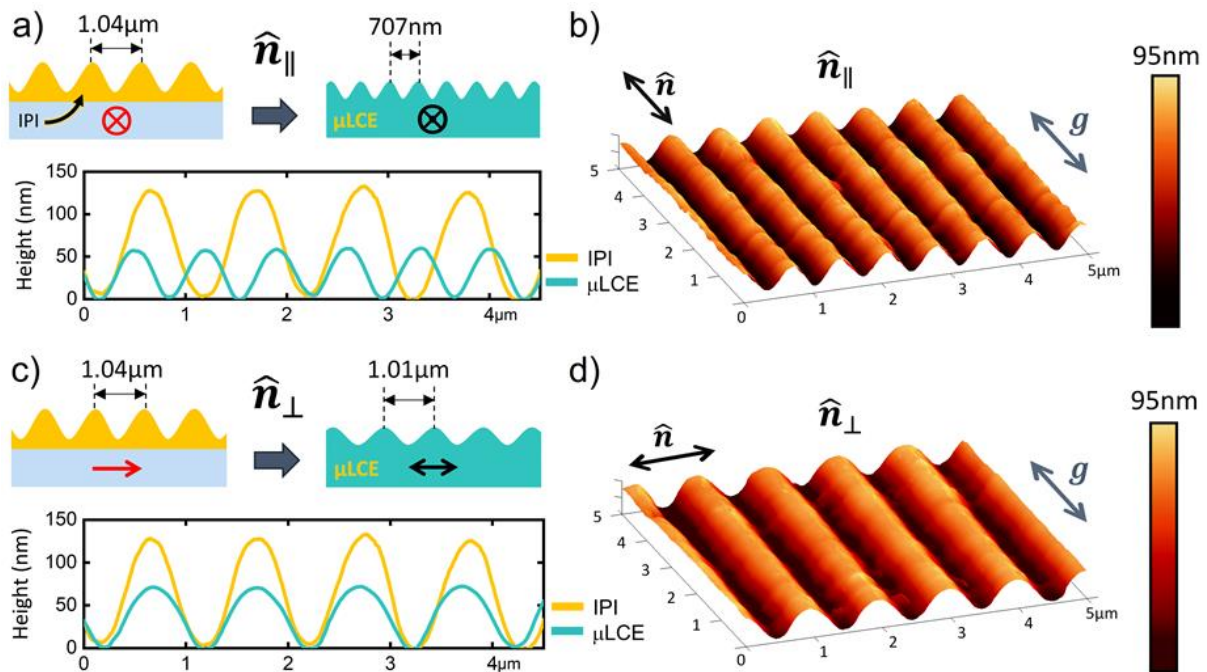 a)
1.04µm
n̂∥
707nm
IPI
µLCE
Height (nm)
150
100
50
0
0 1 2 3 4µm
IPI
µLCE
b)
n̂∥
n̂
g
95nm
5
4
3
2
1
0
1
2
3
4
5µm
c)
1.04µm
n̂⊥
1.01µm
µLCE
Height (nm)
150
100
50
0
0 1 2 3 4µm
IPI
µLCE
d)
n̂⊥
n̂
g
95nm
5
4
3
2
1
0
1
2
3
4
5µm